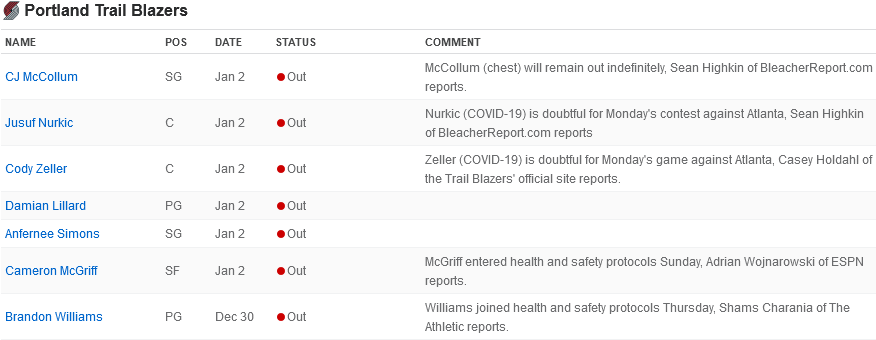 Portland Trail Blazers
NAME POS DATE STATUS COMMENT
CJ McCollum SG Jan 2 Out McCollum (chest) will remain out indefinitely, Sean Highkin of BleacherReport.com
reports.
Jusuf Nurkic C Jan 2 Out Nurkic (COVID-19) is doubtful for Monday's contest against Atlanta, Sean Highkin
of BleacherReport.com reports
Cody Zeller C Jan 2 Out Zeller (COVID-19) is doubtful for Monday's game against Atlanta, Casey Holdahl of
the Trail Blazers' official site reports.
Damian Lillard PG Jan 2 Out
Anfernee Simons SG Jan 2 Out
Cameron McGriff SF Jan 2 Out McGriff entered health and safety protocols Sunday, Adrian Wojnarowski of ESPN
reports.
Brandon Williams PG Dec 30 Out Williams joined health and safety protocols Thursday, Shams Charania of The
Athletic reports.